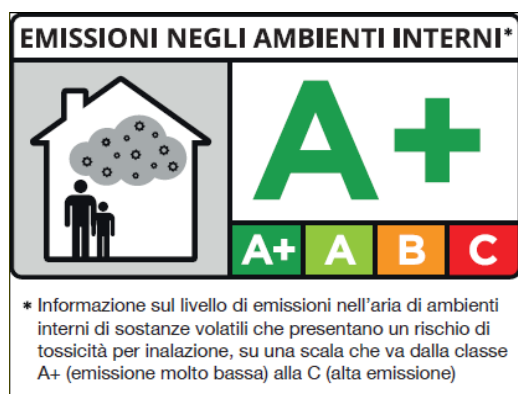 EMISSIONI NEGLI AMBIENTI INTERNI*
A+
A+ A B C
* Informazione sul livello di emissioni nell'aria di ambienti
interni di sostanze volatili che presentano un rischio di
tossicità per inalazione, su una scala che va dalla classe
A+ (emissione molto bassa) alla C (alta emissione)